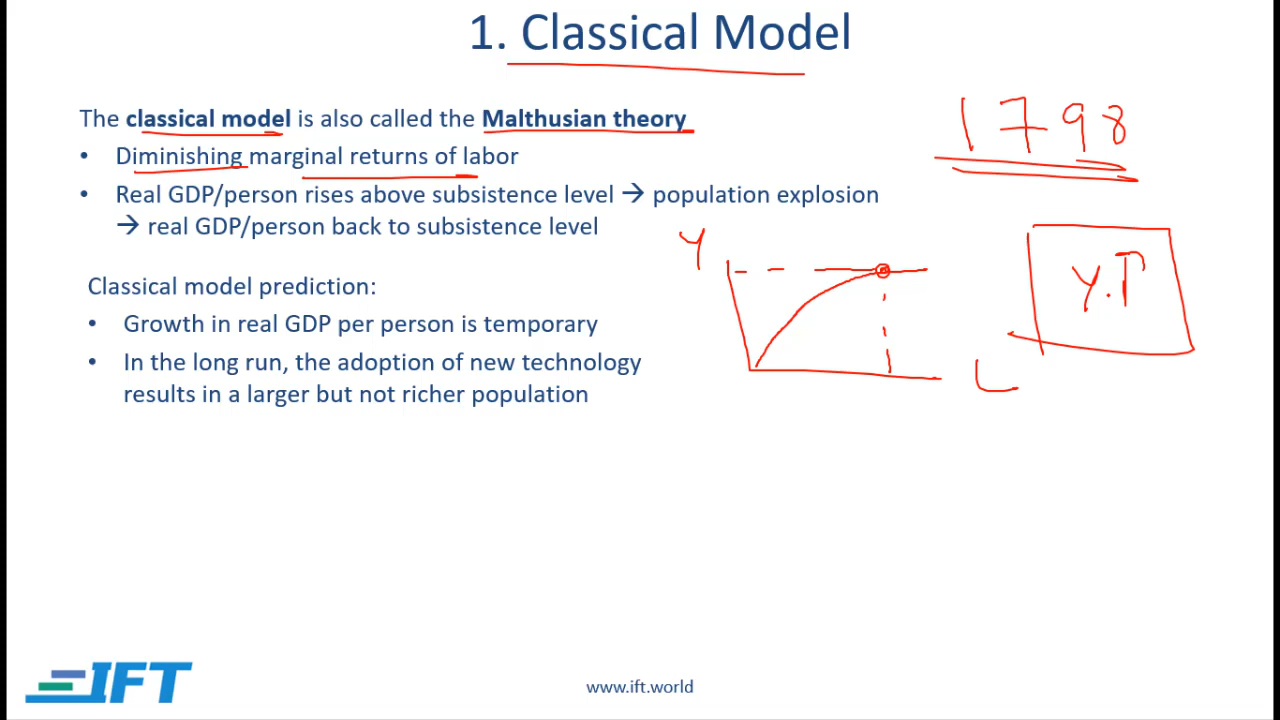 1. Classical Model
The classical model is also called the Malthusian theory
1798
• Diminishing marginal returns of labor
• Real GDP/person rises above subsistence level → population explosion
→ real GDP/person back to subsistence level
Y
Classical model prediction:
• Growth in real GDP per person is temporary
• In the long run, the adoption of new technology
results in a larger but not richer population
L
IFT
www.ift.world